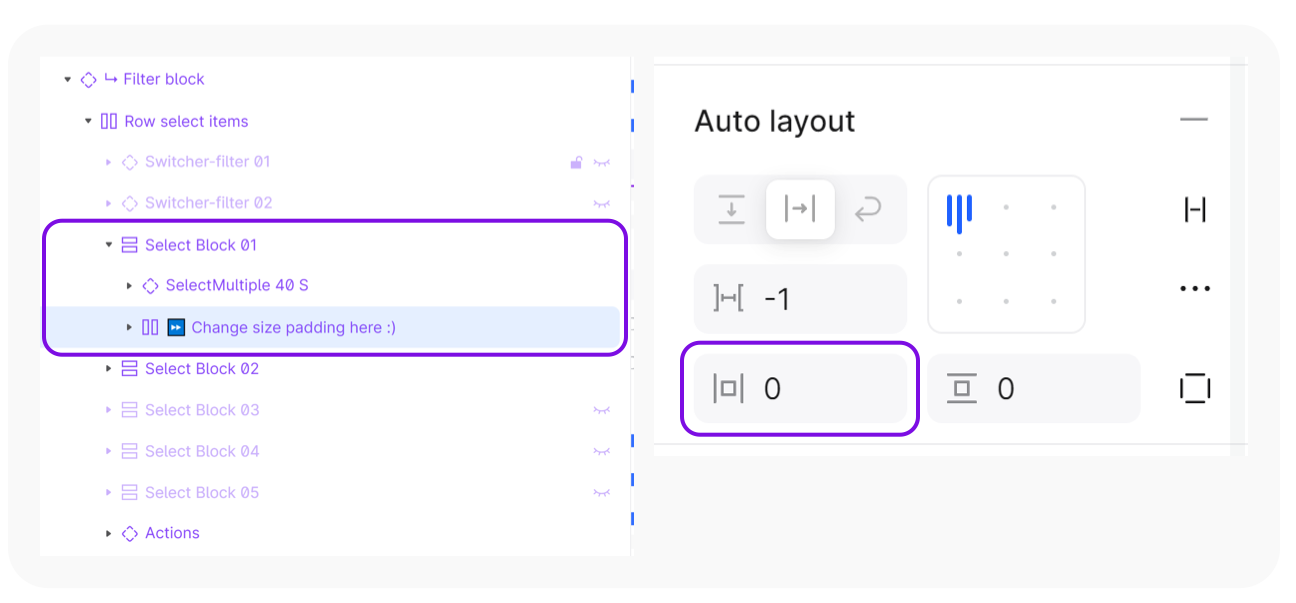 Filter block
Row select items
Switcher-filter 01
Switcher-filter 02
Select Block 01
SelectMultiple 40 S
Change size padding here :)
Select Block 02
Select Block 03
Select Block 04
Select Block 05
Actions
Auto layout
-1
0
0